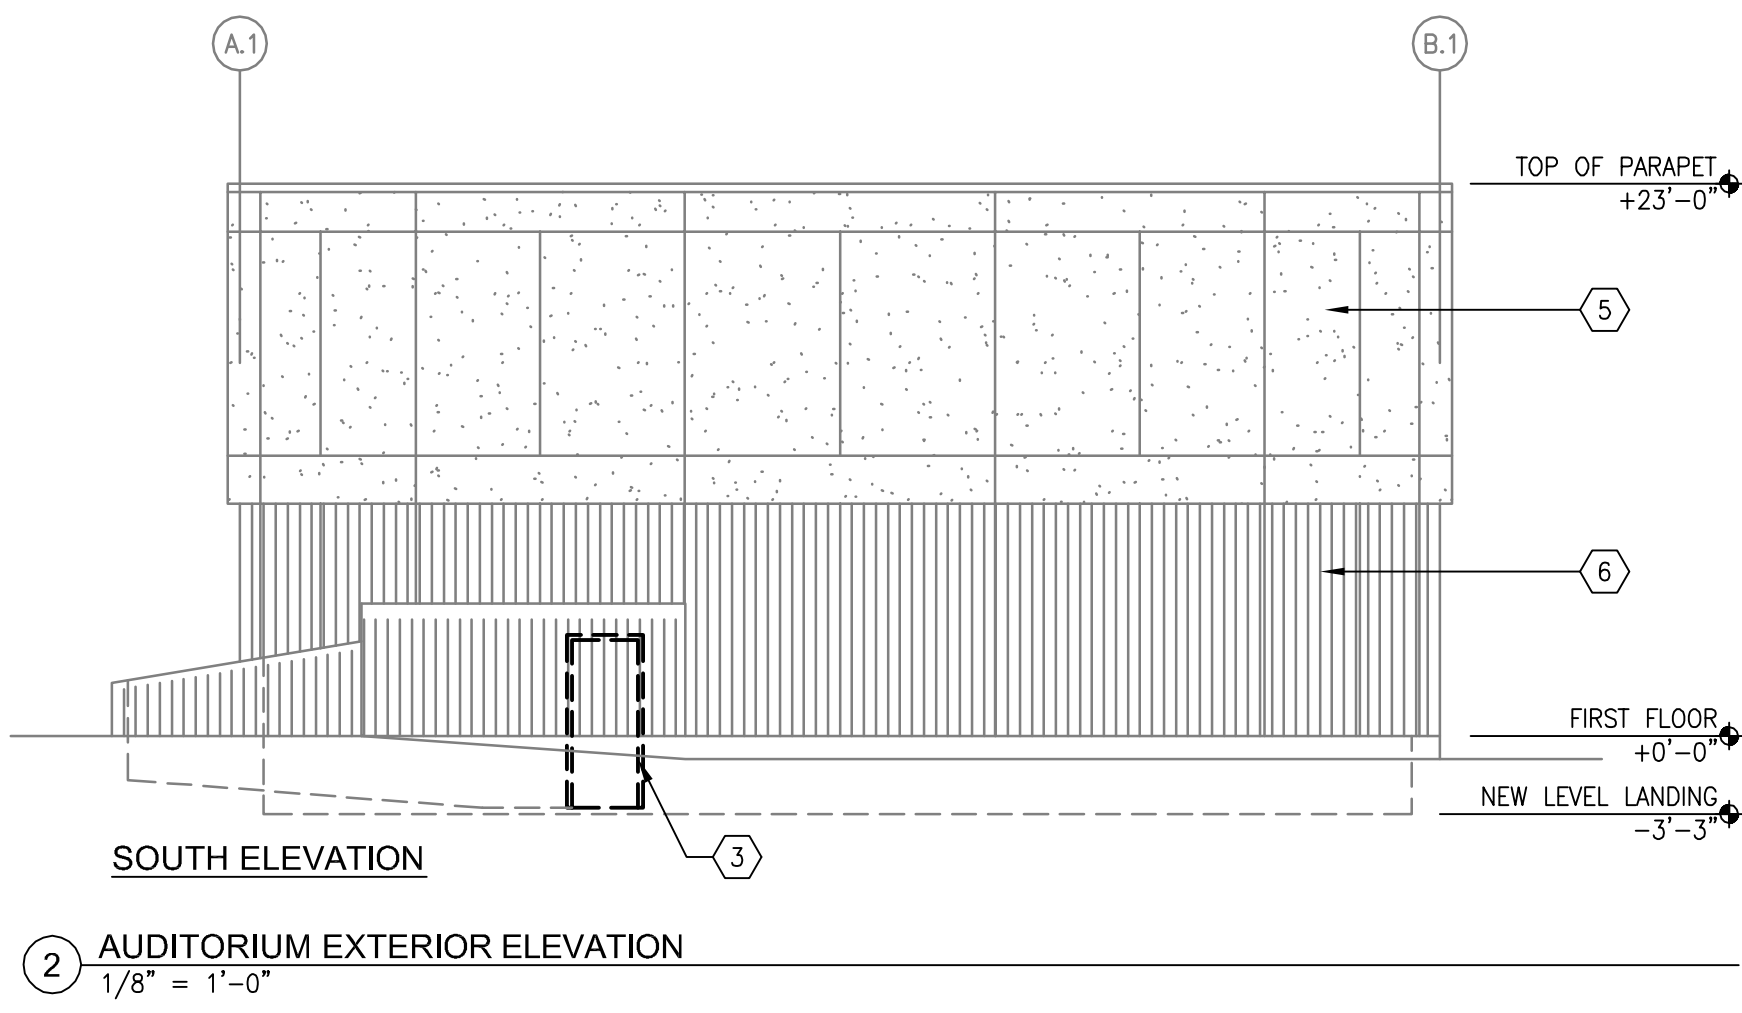 A.1
B.1
TOP OF PARAPET
+23'-0"
5
6
FIRST FLOOR
+0'-0"
NEW LEVEL LANDING
-3'-3"
3
SOUTH ELEVATION
2
AUDITORIUM EXTERIOR ELEVATION
1/8" = 1'-0"